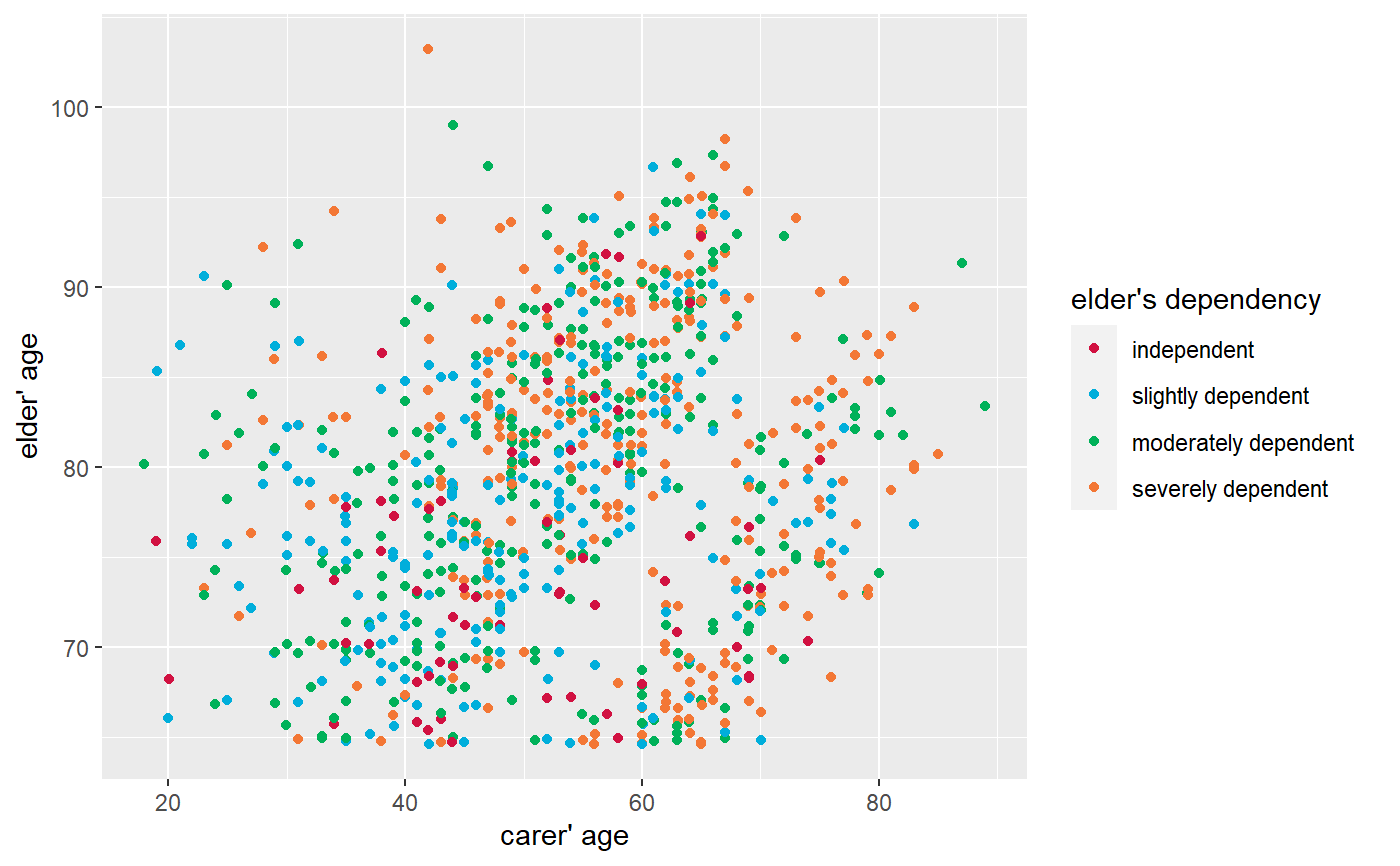 100
90
80
70
elder' age
20
40
60
80
carer' age
elder's dependency
independent
slightly dependent
moderately dependent
severely dependent